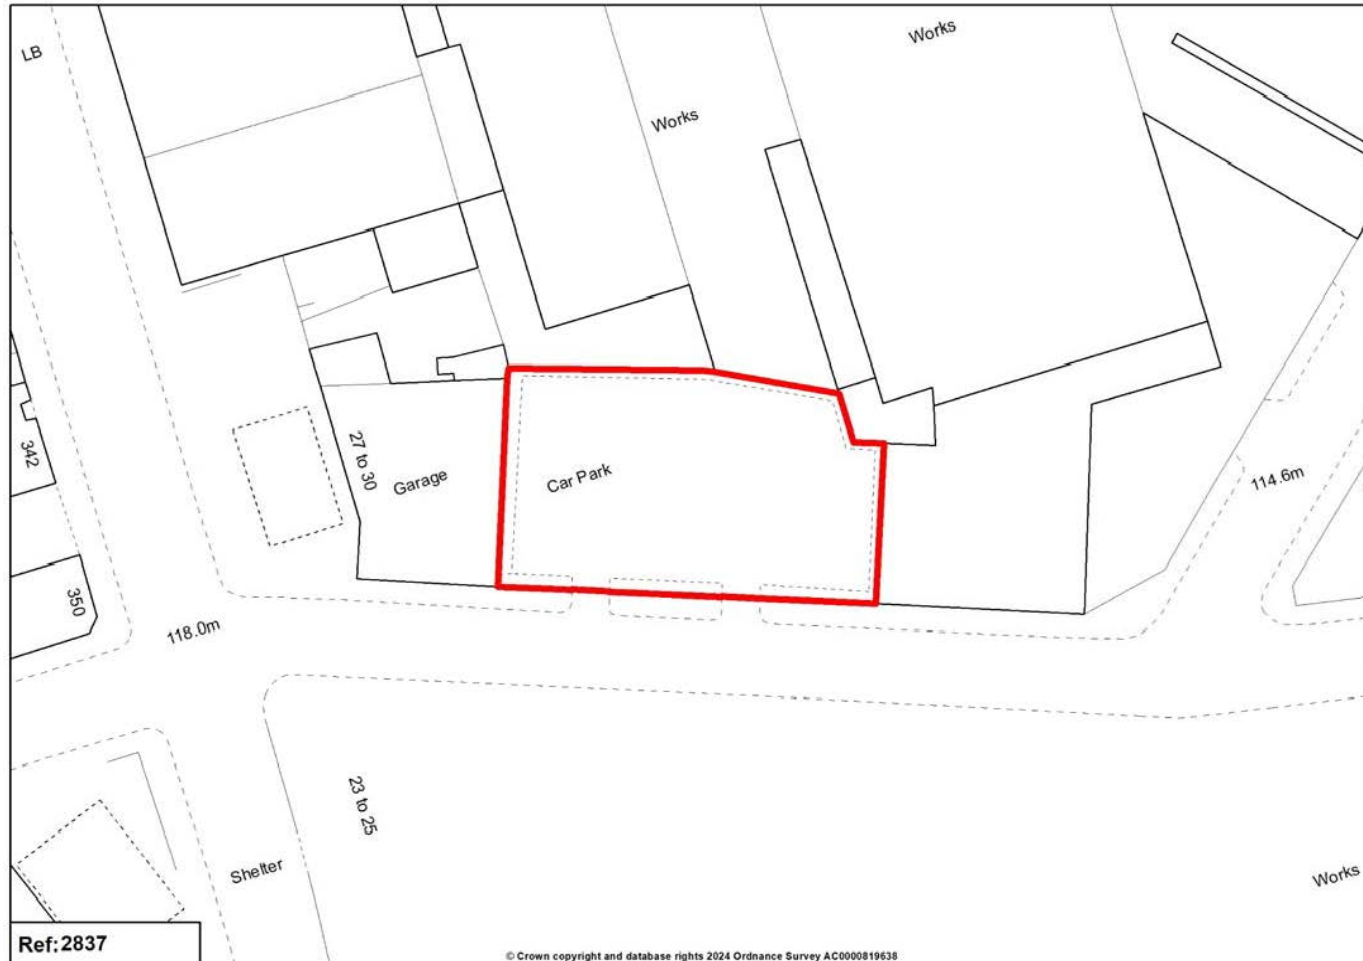 LB
Works
Works
342
27 to 30
Garage
Car Park
114.6m
350
118.0m
23 to 25
Shelter
Works
Ref:2837
© Crown copyright and database rights 2024 Ordnance Survey AC0000819638